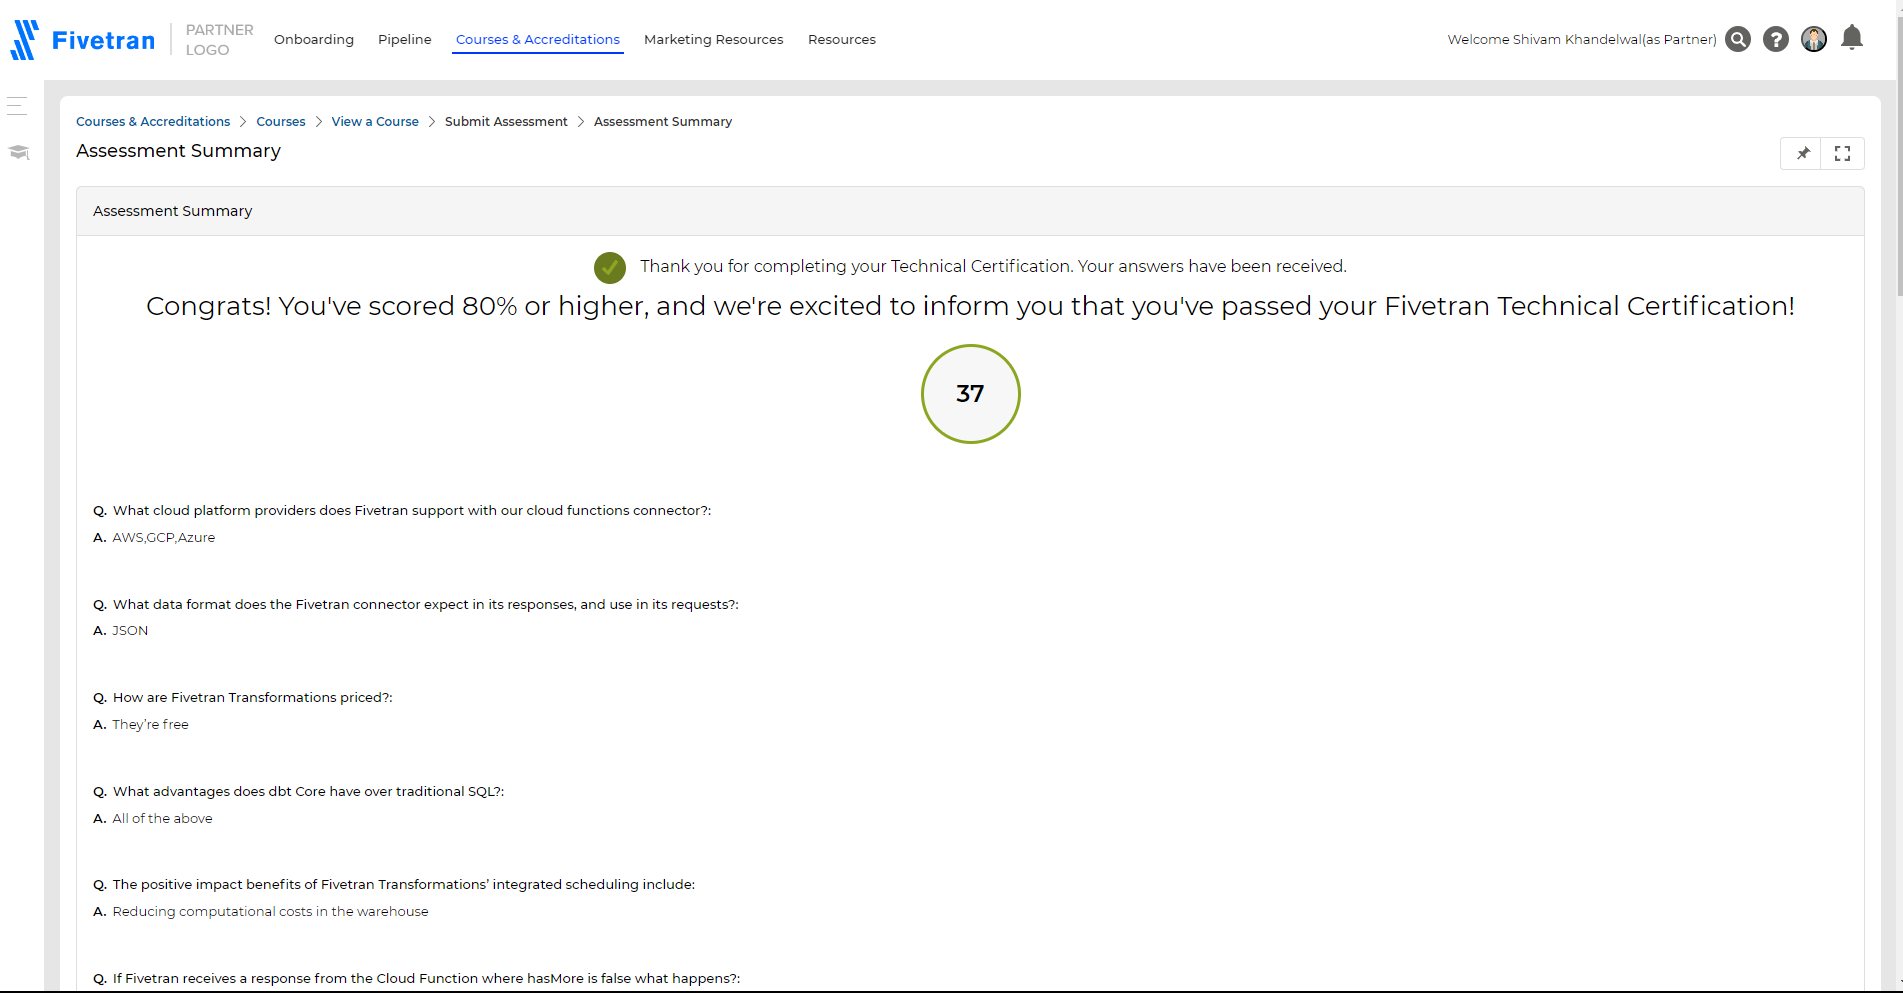 Fivetran
PARTNER
LOGO
Onboarding
Pipeline
Courses & Accreditations
Marketing Resources
Resources
Welcome Shivam Khandelwal(as Partner)
Courses & Accreditations > Courses > View a Course > Submit Assessment > Assessment Summary
Assessment Summary
Assessment Summary
Thank you for completing your Technical Certification. Your answers have been received.
Congrats! You've scored 80% or higher, and we're excited to inform you that you've passed your Fivetran Technical Certification!
37
Q. What cloud platform providers does Fivetran support with our cloud functions connector?:
A. AWS,GCP,Azure
Q. What data format does the Fivetran connector expect in its responses, and use in its requests?:
A. JSON
Q. How are Fivetran Transformations priced?:
A. They're free
Q. What advantages does dbt Core have over traditional SQL?:
A. All of the above
Q. The positive impact benefits of Fivetran Transformations' integrated scheduling include:
A. Reducing computational costs in the warehouse
Q. If Fivetran receives a response from the Cloud Function where hasMore is false what happens?: